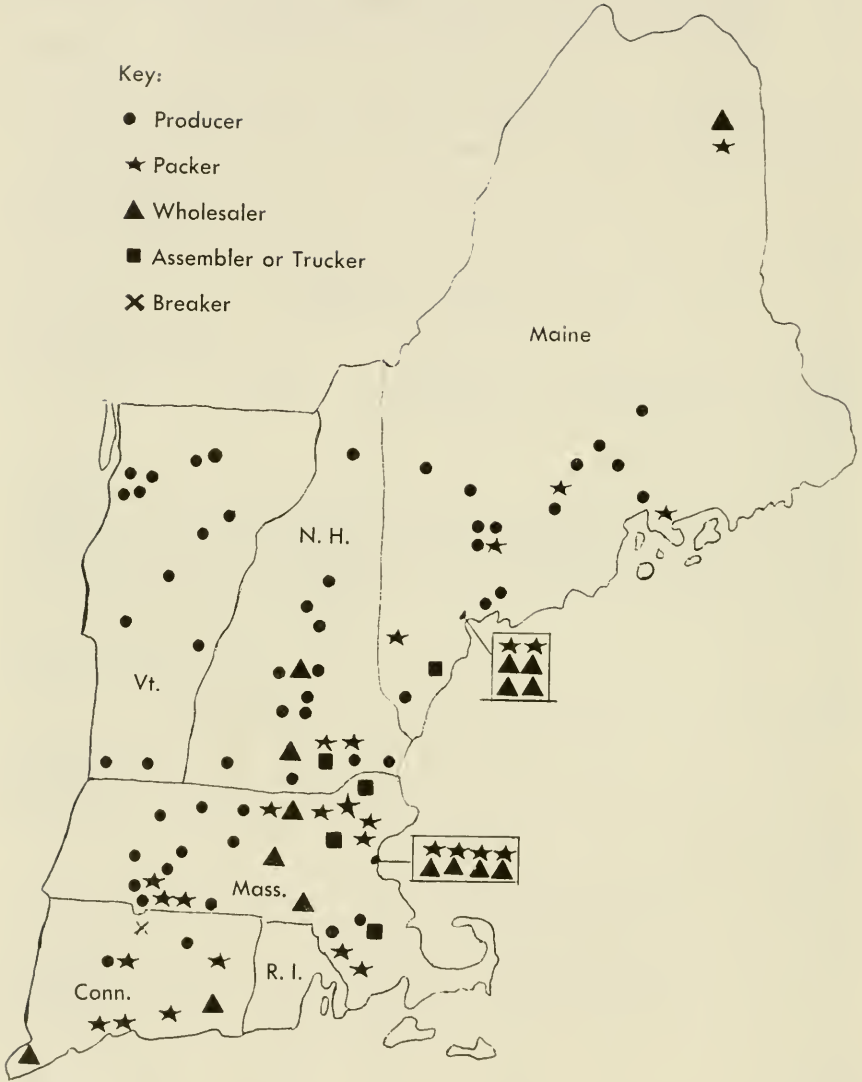 Key:
Producer
Packer
Wholesaler
Assembler or Trucker
Breaker
Maine
N. H.
Vt.
Mass.
Conn.
R. I.